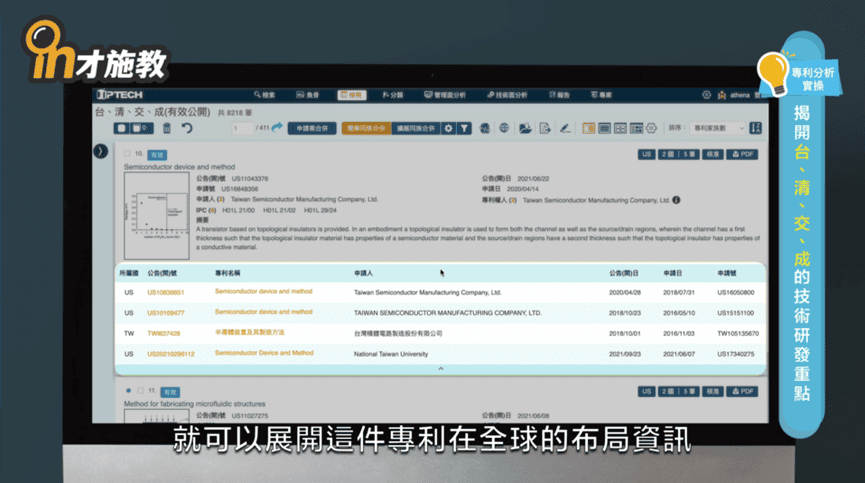 in才施教
IPTECH
檢索
分類
管理面分析
技術面分析
報告
專案
athena
台、清、交、成(有效公開) 共 8218 筆
1 / 411
申請案合併
簡單同族合併
擴展同族合併
排序：
專利家族數
10.
有效
US
2 國 | 5 筆
核准
PDF
Semiconductor device and method
公告(開)號 US11043376
公告(開)日 2021/06/22
申請號 US16848358
申請日 2020/04/14
申請人 (3) Taiwan Semiconductor Manufacturing Company, Ltd.
專利權人 (3) Taiwan Semiconductor Manufacturing Company, Ltd.
IPC (6) H01L 21/00 H01L 21/02 H01L 29/24
摘要
A transistor based on topological insulators is provided. In an embodiment a topological insulator is used to form both the channel as well as the source/drain regions, wherein the channel has a first
thickness such that the topological insulator material has properties of a semiconductor material and the source/drain regions have a second thickness such that the topological insulator has properties of
a conductive material.
所屬國 公告(開)號 專利名稱 申請人 公告(開)日 申請日 申請號
US US10636651 Semiconductor device and method Taiwan Semiconductor Manufacturing Company, Ltd. 2020/04/28 2018/07/31 US16050800
US US10109477 Semiconductor device and method TAIWAN SEMICONDUCTOR MANUFACTURING COMPANY, LTD. 2018/10/23 2016/05/10 US15151100
TW TWI637428 半導體裝置及其製造方法 台灣積體電路製造股份有限公司 2018/10/01 2016/11/03 TW105135670
US US20210296112 Semiconductor Device and Method National Taiwan University 2021/09/23 2021/06/07 US17340275
11.
有效
US
2 國 | 5 筆
核准
PDF
Method for fabricating microfluidic structures
公告(開)號 US11027275
公告(開)日 2021/06/08
就可以展開這件專利在全球的布局資訊
專利分析
實操
揭開台、清、交、成的技術研發重點